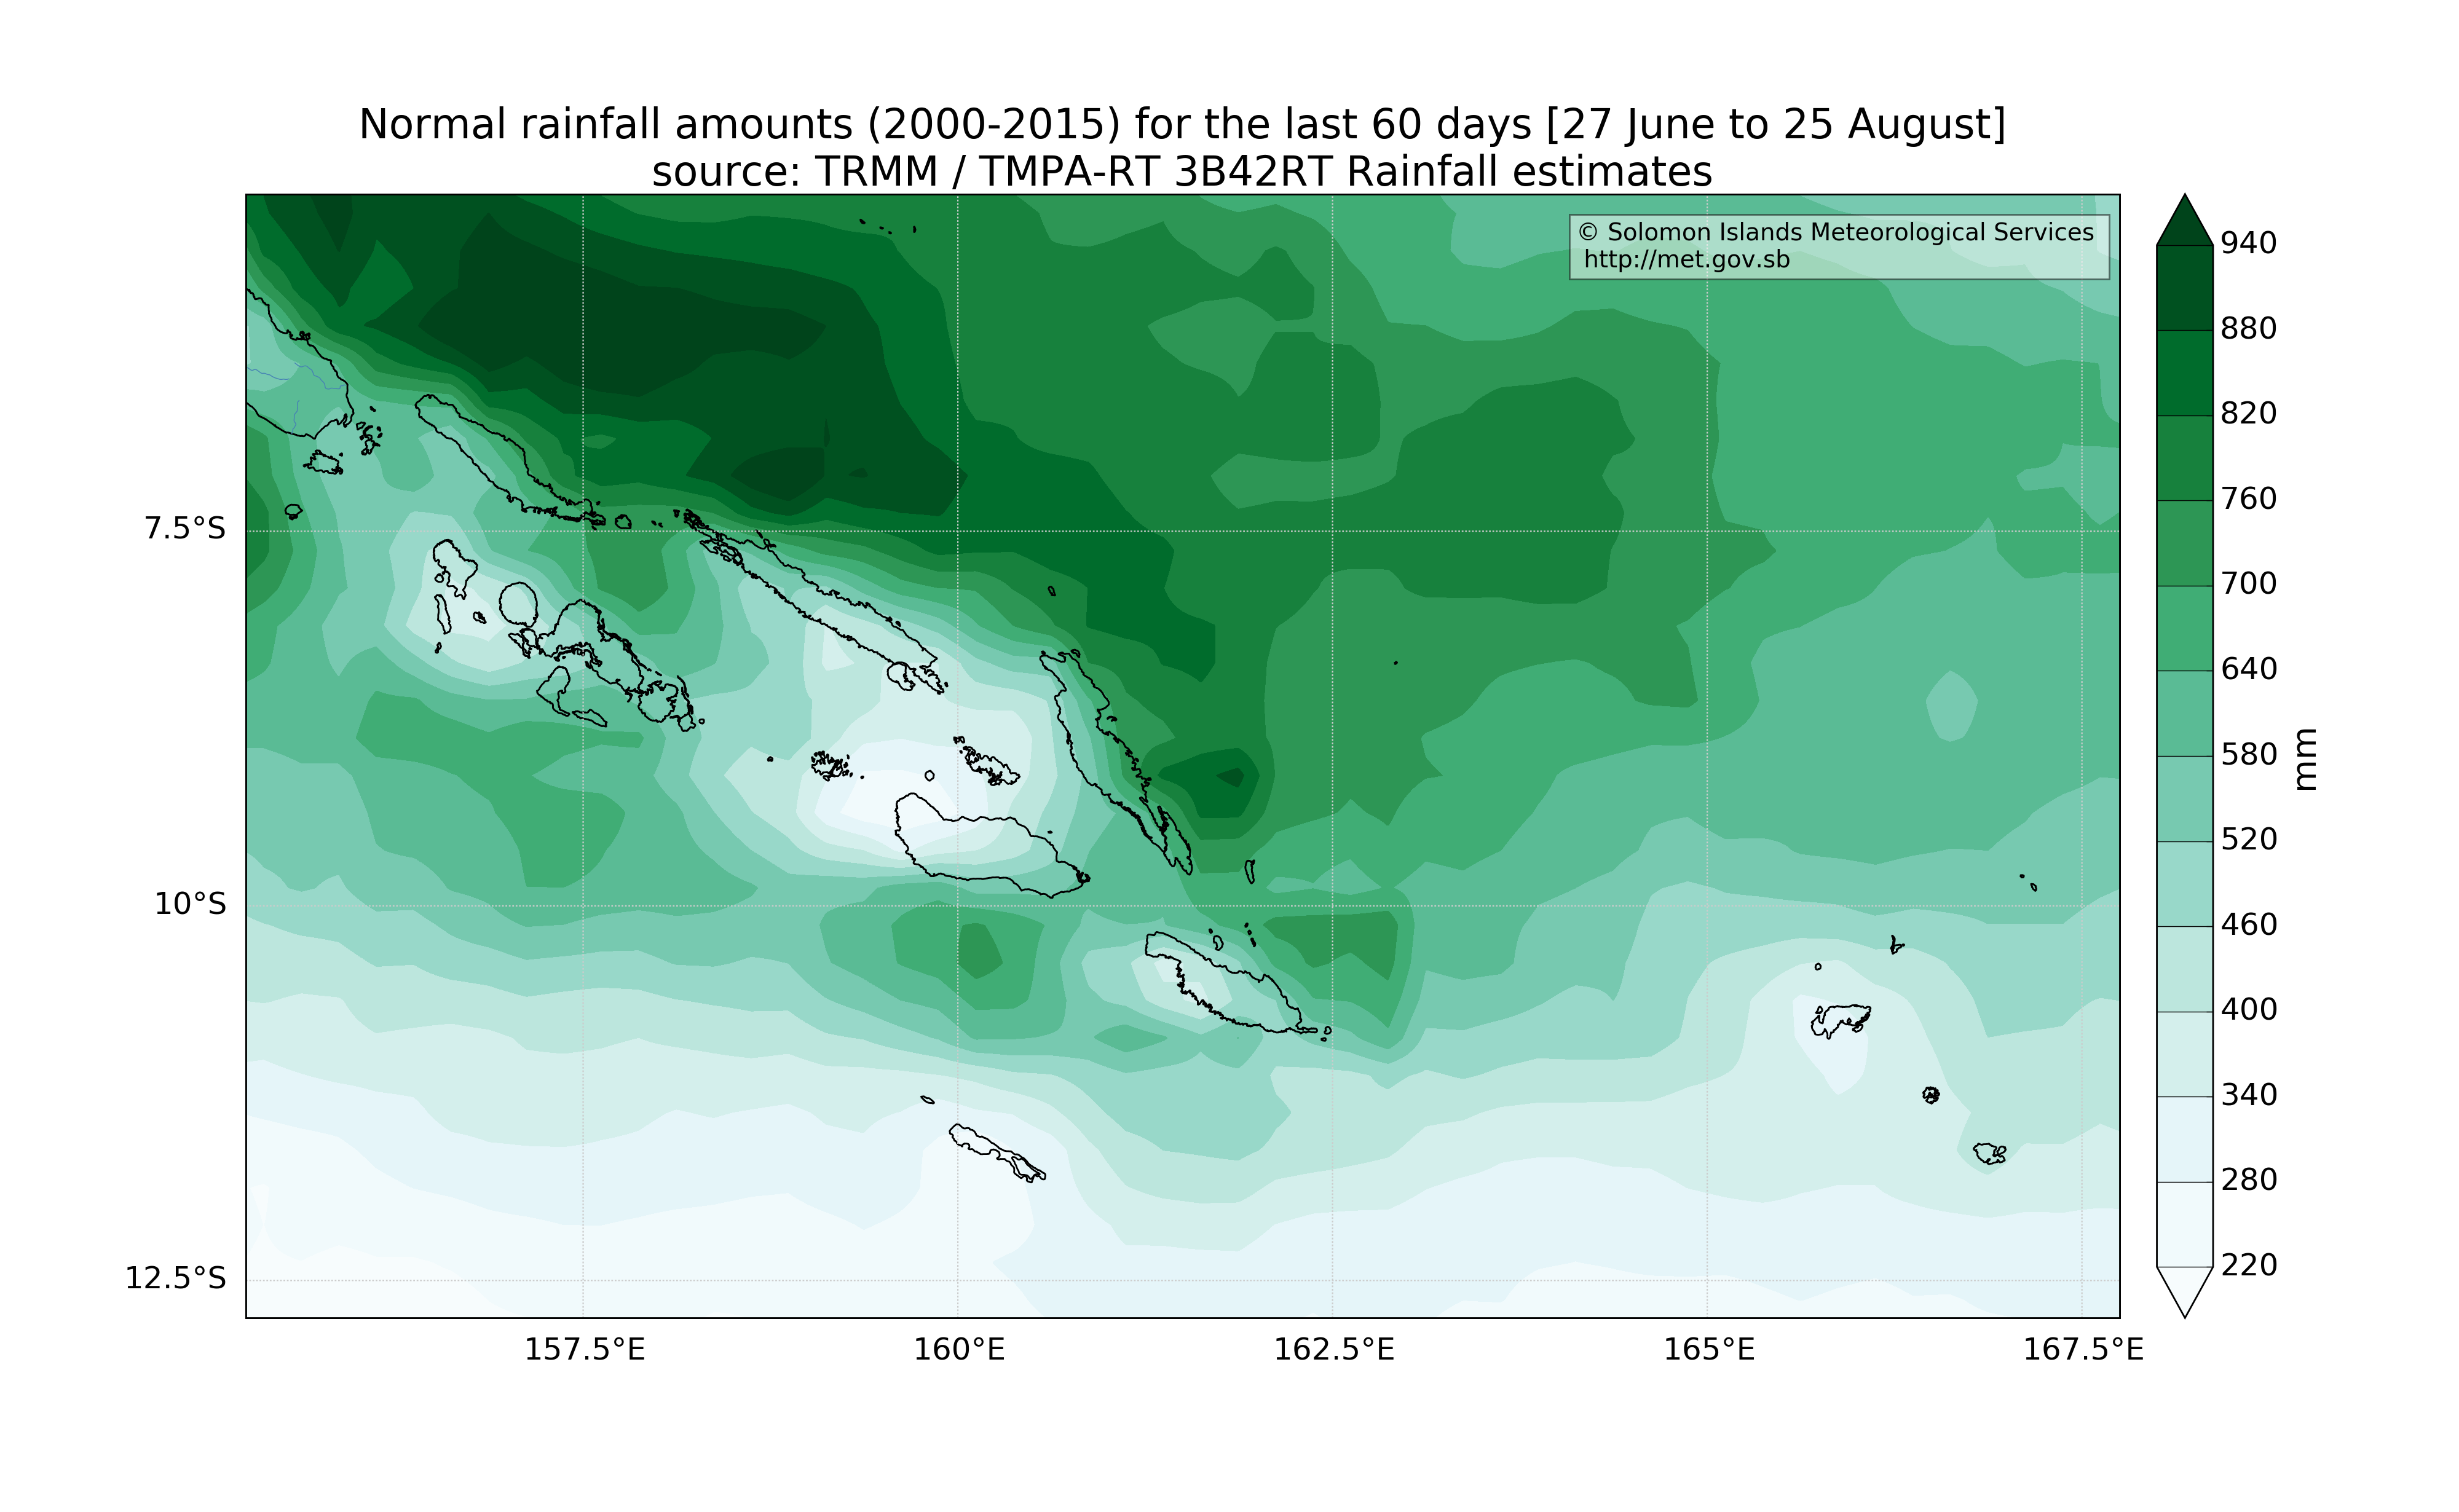 Normal rainfall amounts (2000-2015) for the last 60 days [27 June to 25 August]
source: TRMM / TMPA-RT 3B42RT Rainfall estimates
© Solomon Islands Meteorological Services
http://met.gov.sb
7.5°S
10°S
12.5°S
157.5°E
160°E
162.5°E
165°E
167.5°E
940
880
820
760
700
640
580
520
460
400
340
280
220
mm